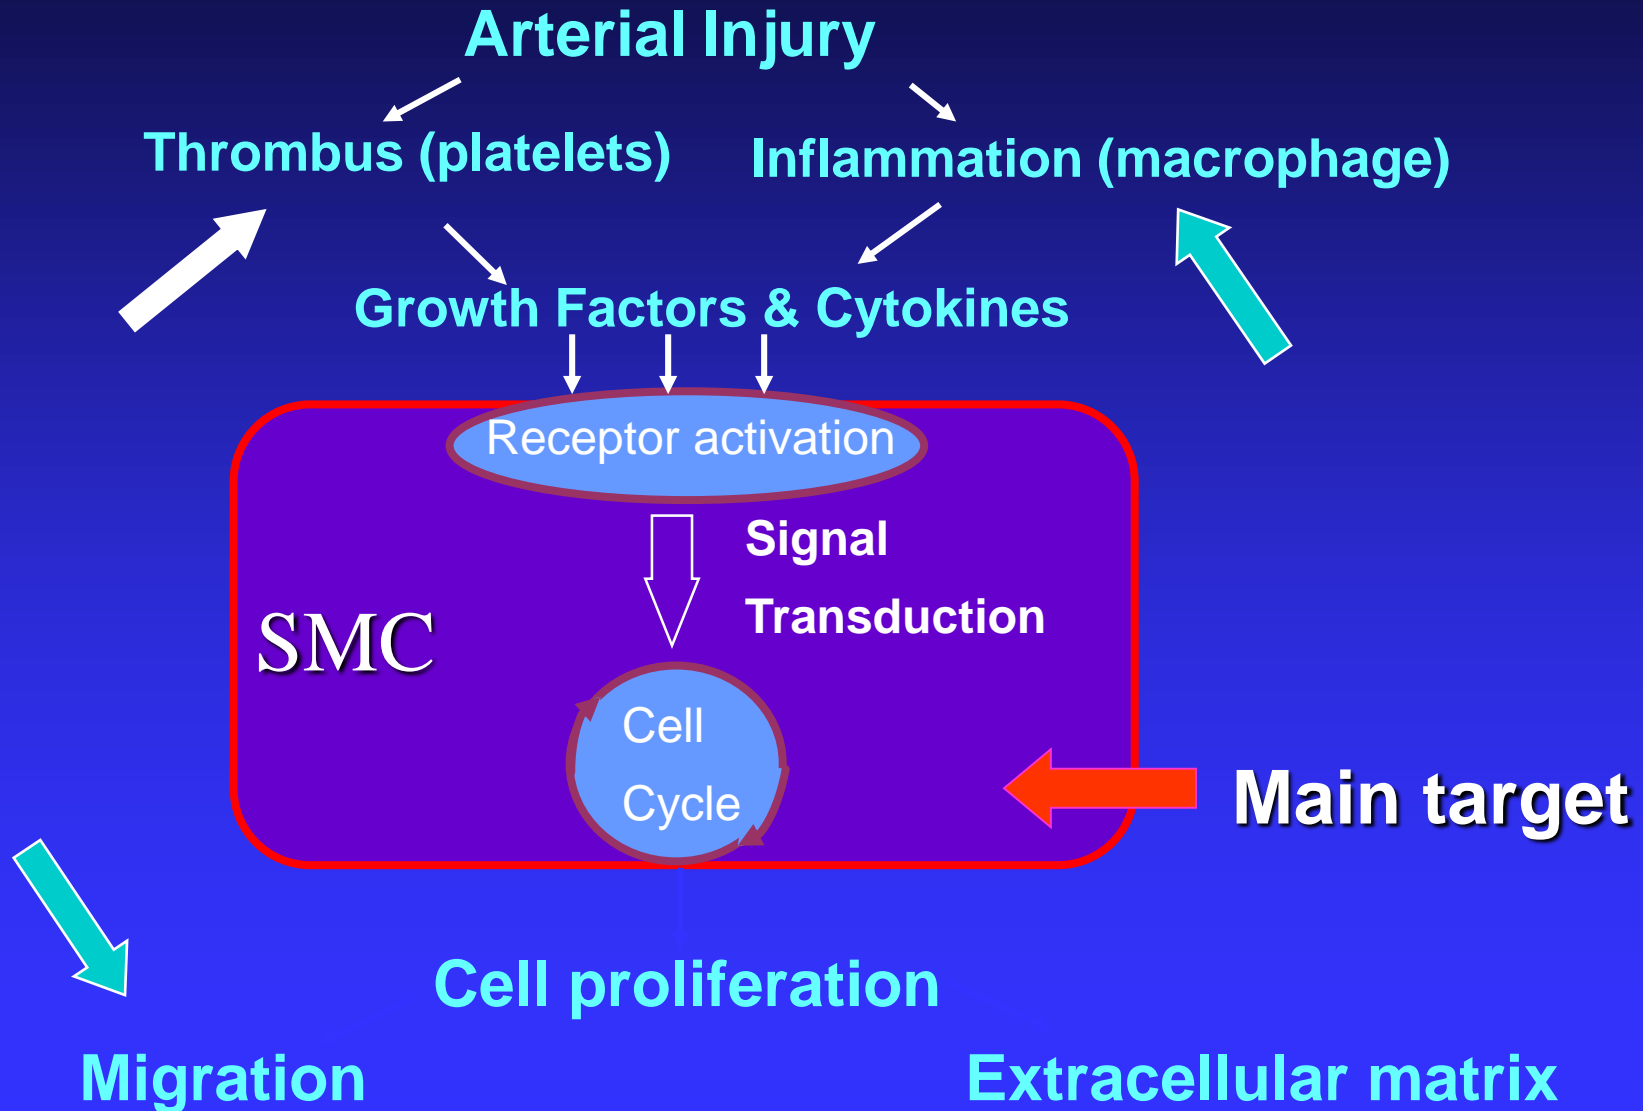 Arterial Injury
Thrombus (platelets)
Inflammation (macrophage)
Growth Factors & Cytokines
Receptor activation
Signal
Transduction
SMC
Cell
Cycle
Main target
Cell proliferation
Migration
Extracellular matrix